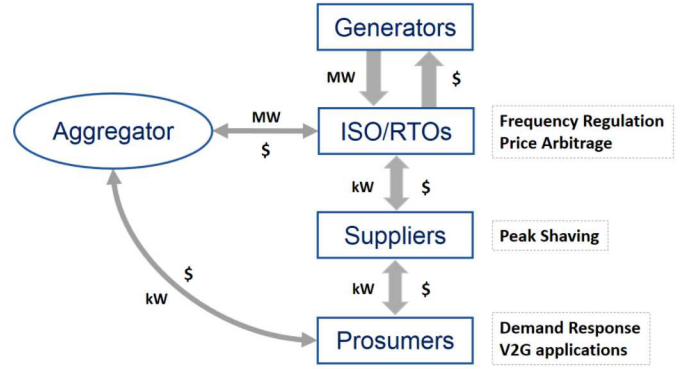 Generators
MW
$
Aggregator
MW
$
ISO/RTOs
Frequency Regulation
Price Arbitrage
kW
$
Suppliers
Peak Shaving
$
kW
kW
$
Prosumers
Demand Response
V2G applications